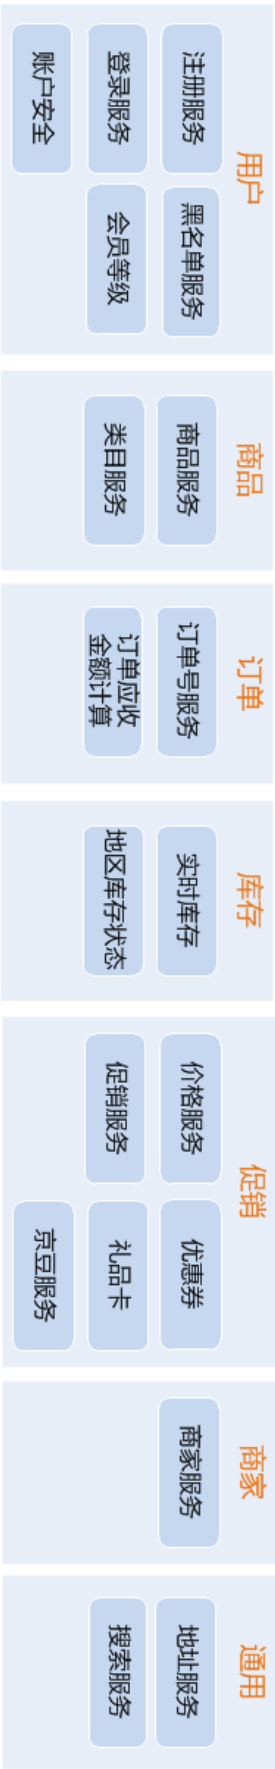 用户
注册服务
黑名单服务
登录服务
会员等级
账户安全
商品
商品服务
类目服务
订单
订单号服务
订单应收
金额计算
库存
实时库存
地区库存状态
促销
价格服务
优惠券
促销服务
礼品卡
京豆服务
商家
商家服务
通用
地址服务
搜索服务